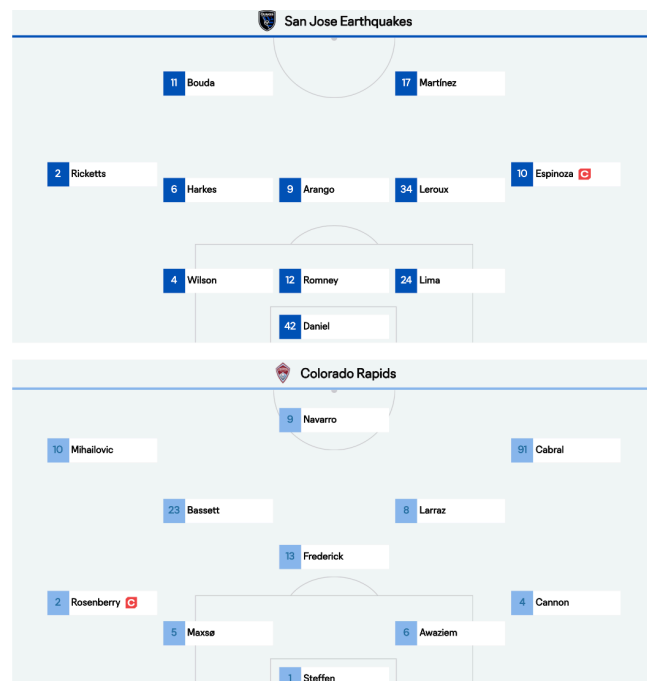 San Jose Earthquakes
11 Bouda
17 Martínez
2 Ricketts
10 Espinoza C
6 Harkes
9 Arango
34 Leroux
4 Wilson
12 Romney
24 Lima
42 Daniel
Colorado Rapids
9 Navarro
10 Mihailovic
91 Cabral
23 Bassett
8 Larraz
13 Frederick
2 Rosenberry C
4 Cannon
5 Maxsø
6 Awaziem
1 Steffen